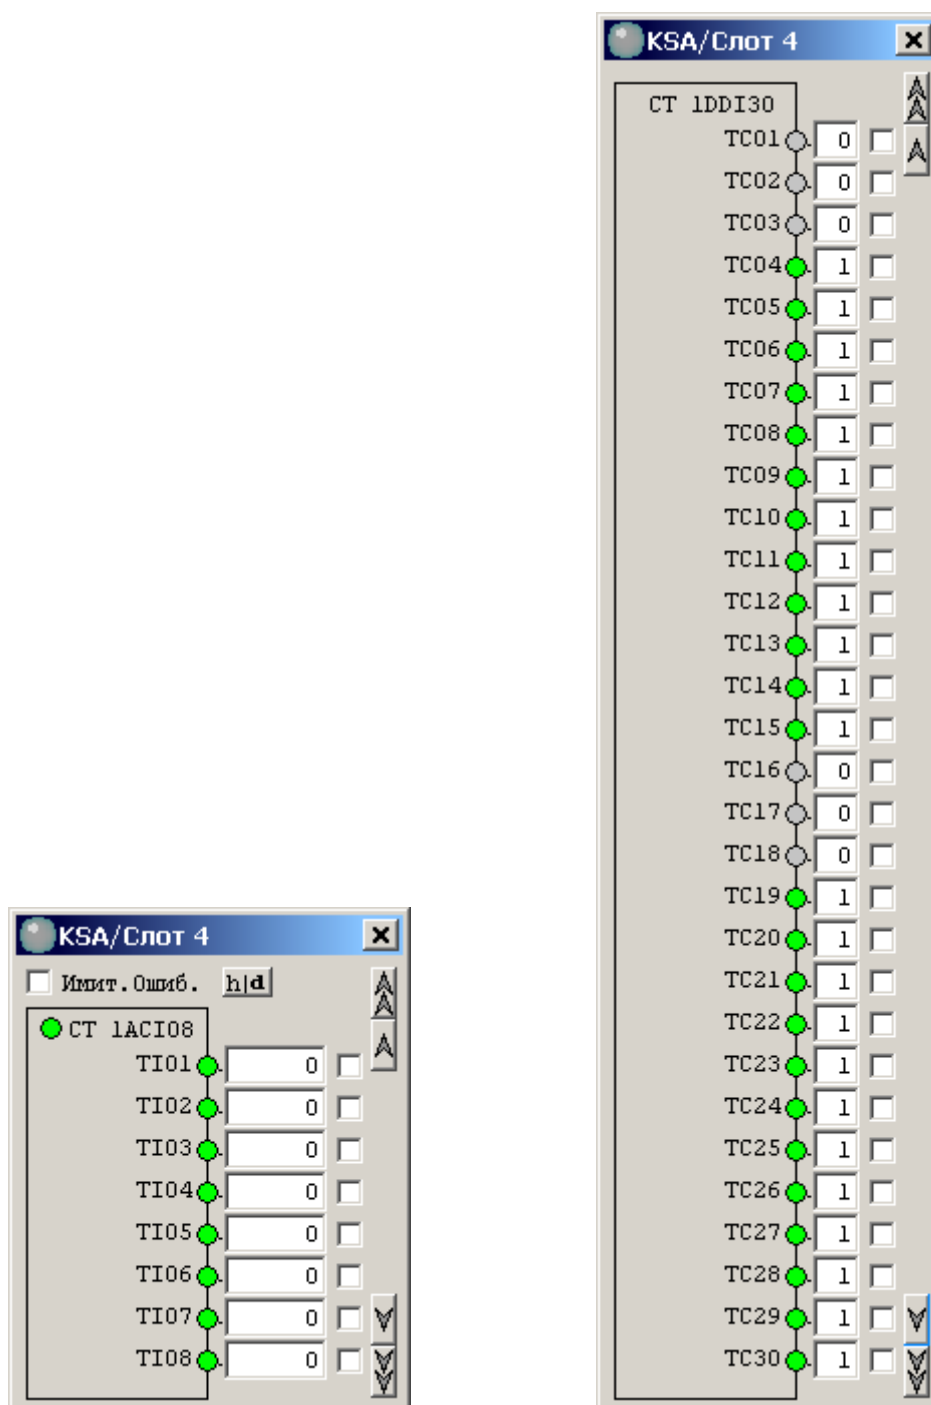 KSA/Слот 4
Имит.Ошиб. h|d
CT 1ACI08
TI01 0
TI02 0
TI03 0
TI04 0
TI05 0
TI06 0
TI07 0
TI08 0
KSA/Слот 4
CT 1DDI30
TC01 0
TC02 0
TC03 0
TC04 1
TC05 1
TC06 1
TC07 1
TC08 1
TC09 1
TC10 1
TC11 1
TC12 1
TC13 1
TC14 1
TC15 1
TC16 0
TC17 0
TC18 0
TC19 1
TC20 1
TC21 1
TC22 1
TC23 1
TC24 1
TC25 1
TC26 1
TC27 1
TC28 1
TC29 1
TC30 1